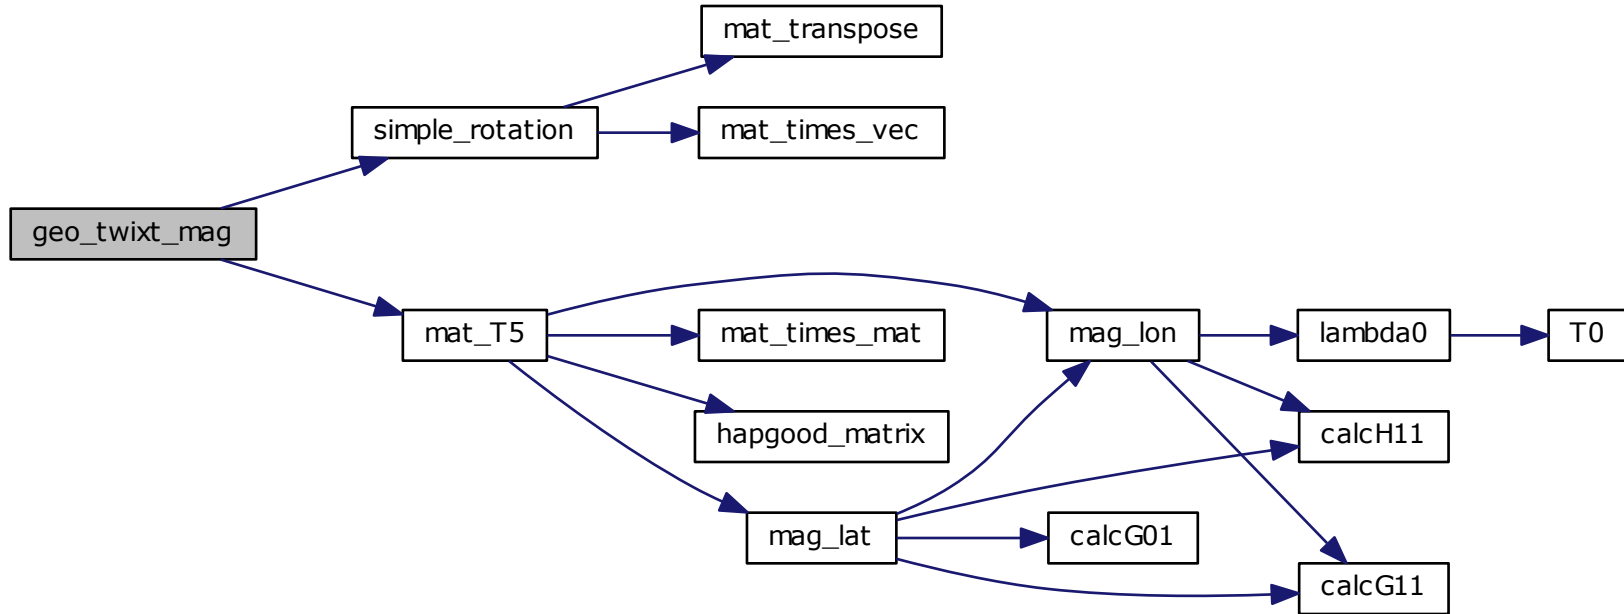 mat_transpose
simple_rotation
mat_times_vec
geo_twixt_mag
mat_T5
mat_times_mat
mag_lon
lambda0
T0
hapgood_matrix
calcH11
mag_lat
calcG01
calcG11